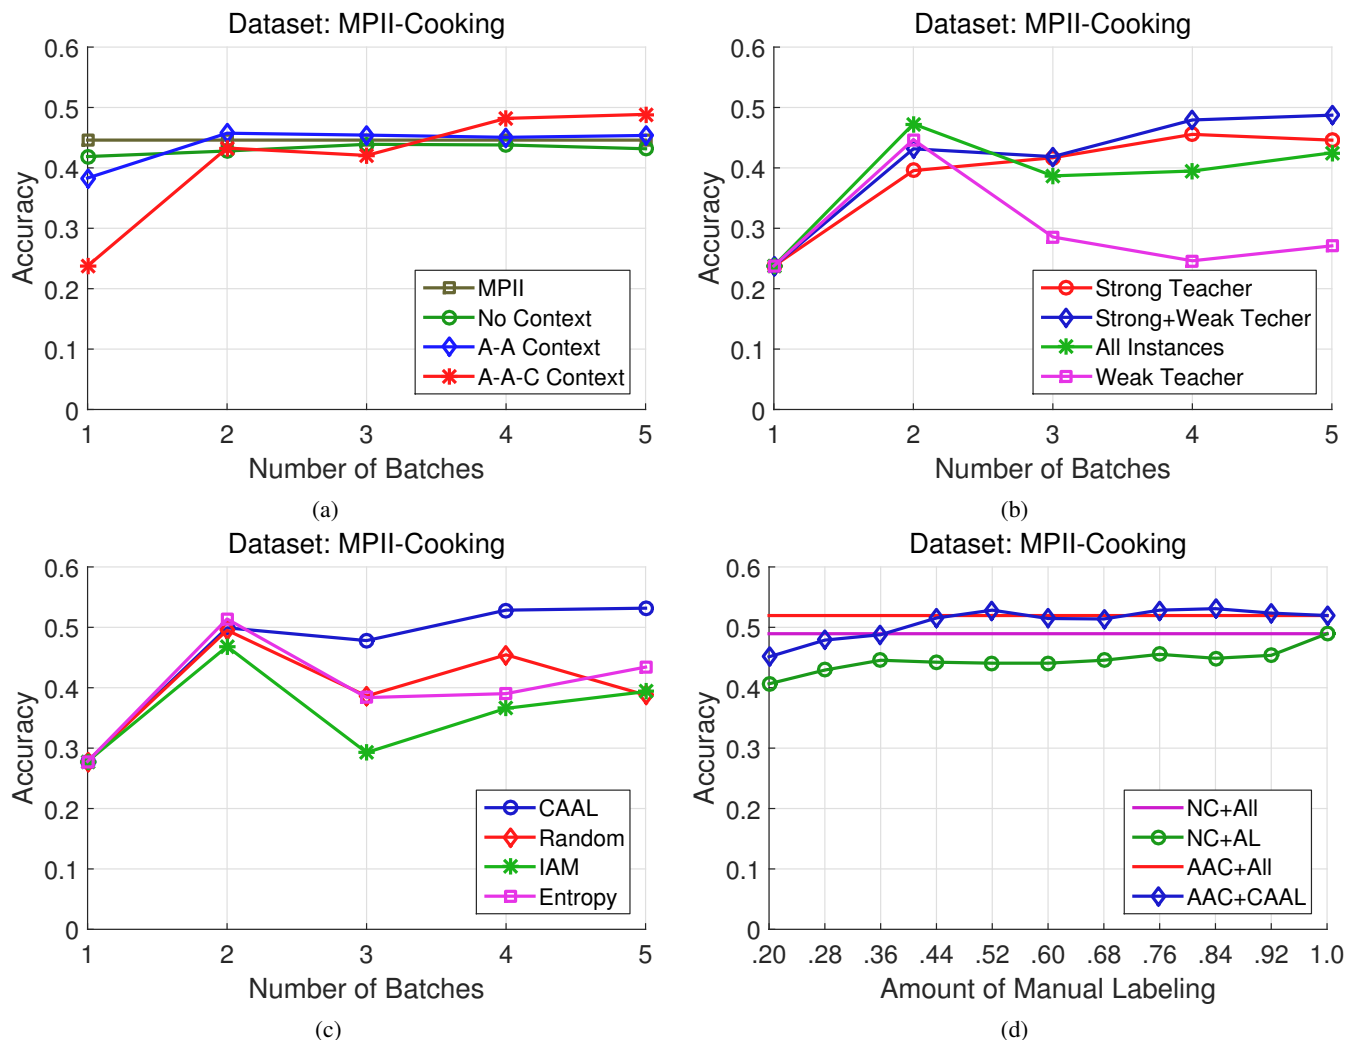 Dataset: MPII-Cooking
0.6
0.5
0.4
0.3
0.2
0.1
0
Accuracy
MPII
No Context
A-A Context
A-A-C Context
1 2 3 4 5
Number of Batches
(a)
Dataset: MPII-Cooking
0.6
0.5
0.4
0.3
0.2
0.1
0
Accuracy
Strong Teacher
Strong+Weak Techer
All Instances
Weak Teacher
1 2 3 4 5
Number of Batches
(b)
Dataset: MPII-Cooking
0.6
0.5
0.4
0.3
0.2
0.1
0
Accuracy
CAAL
Random
IAM
Entropy
1 2 3 4 5
Number of Batches
(c)
Dataset: MPII-Cooking
0.6
0.5
0.4
0.3
0.2
0.1
0
Accuracy
NC+All
NC+AL
AAC+All
AAC+CAAL
.20 .28 .36 .44 .52 .60 .68 .76 .84 .92 1.0
Amount of Manual Labeling
(d)